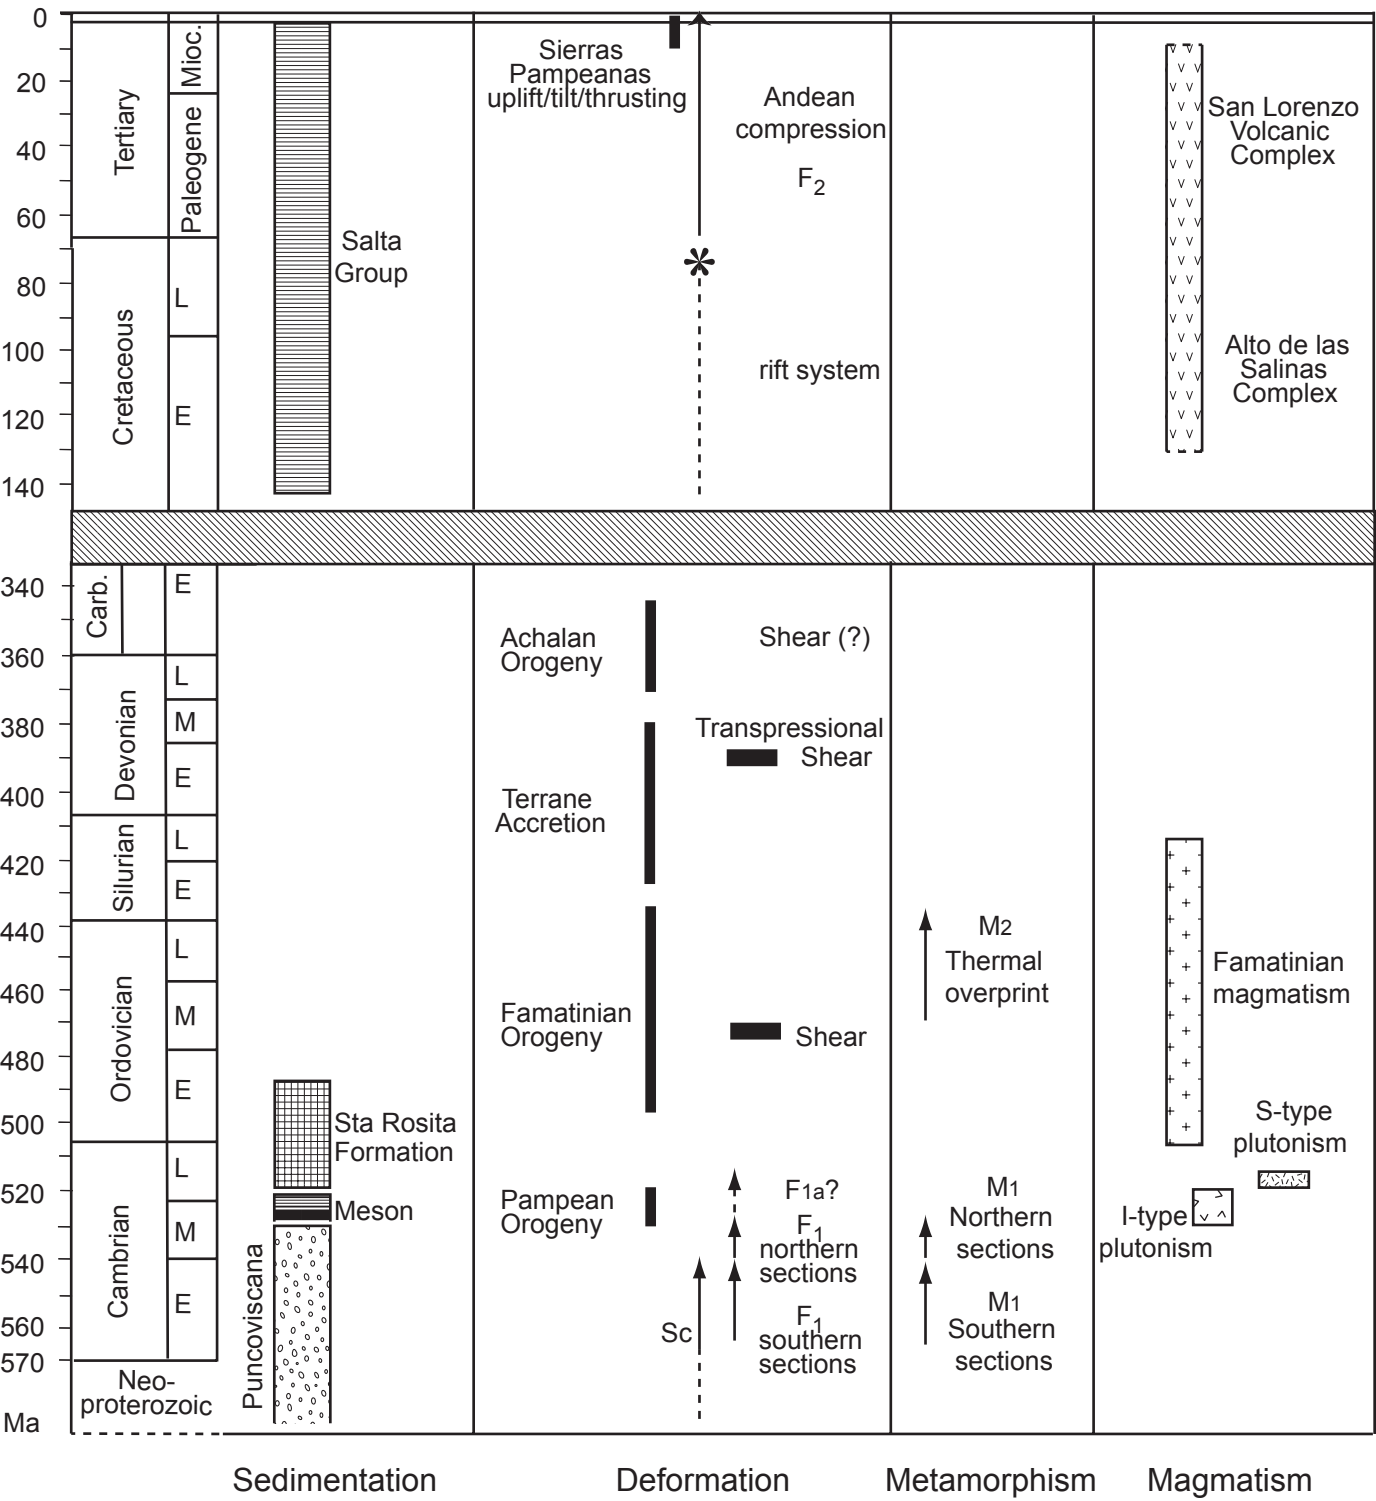 0
20
40
60
80
100
120
140
340
360
380
400
420
440
460
480
500
520
540
560
570
Ma
Tertiary
Mioc.
Paleogene
Cretaceous
L
E
Carb.
E
Devonian
L
M
E
Silurian
L
E
Ordovician
L
M
E
Cambrian
L
M
E
Neo-
proterozoic
Salta
Group
Sta Rosita
Formation
Meson
Puncoviscana
Sierras
Pampeanas
uplift/tilt/thrusting
Andean
compression
F2
*
rift system
Achalan
Orogeny
Shear (?)
Transpressional
Shear
Terrane
Accretion
Famatinian
Orogeny
Shear
Pampean
Orogeny
F1a?
F1
northern
sections
Sc
F1
southern
sections
M2
Thermal
overprint
M1
Northern
sections
M1
Southern
sections
San Lorenzo
Volcanic
Complex
Alto de las
Salinas
Complex
Famatinian
magmatism
S-type
plutonism
I-type
plutonism
Sedimentation
Deformation
Metamorphism
Magmatism